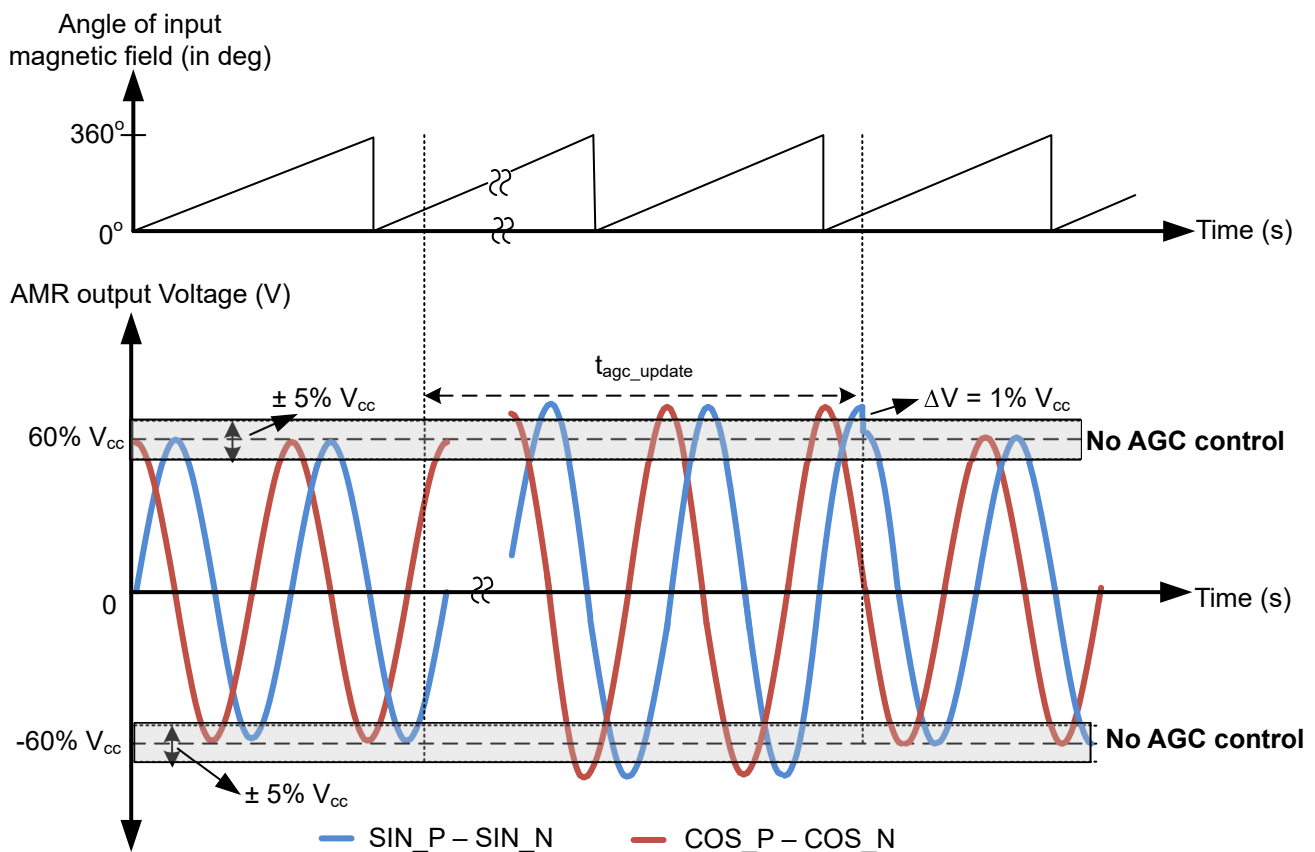 Angle of input
magnetic field (in deg)
360°
0°
Time (s)
AMR output Voltage (V)
t_agc_update
± 5% V_cc
ΔV = 1% V_cc
60% V_cc
No AGC control
0
Time (s)
-60% V_cc
No AGC control
± 5% V_cc
SIN_P – SIN_N
COS_P – COS_N